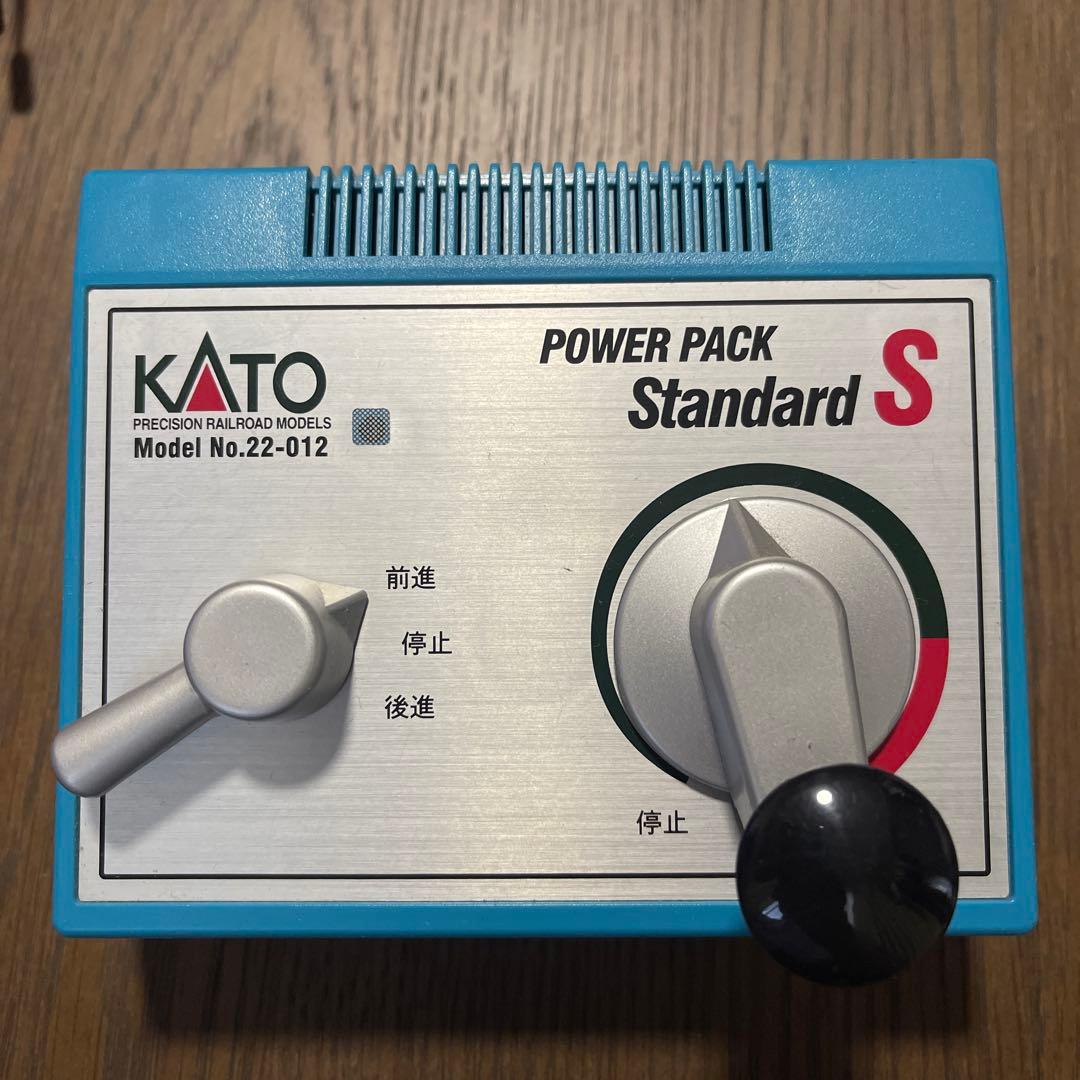 KATO
PRECISION RAILROAD MODELS
Model No.22-012
POWER PACK
Standard S
前進
停止
後進
停止